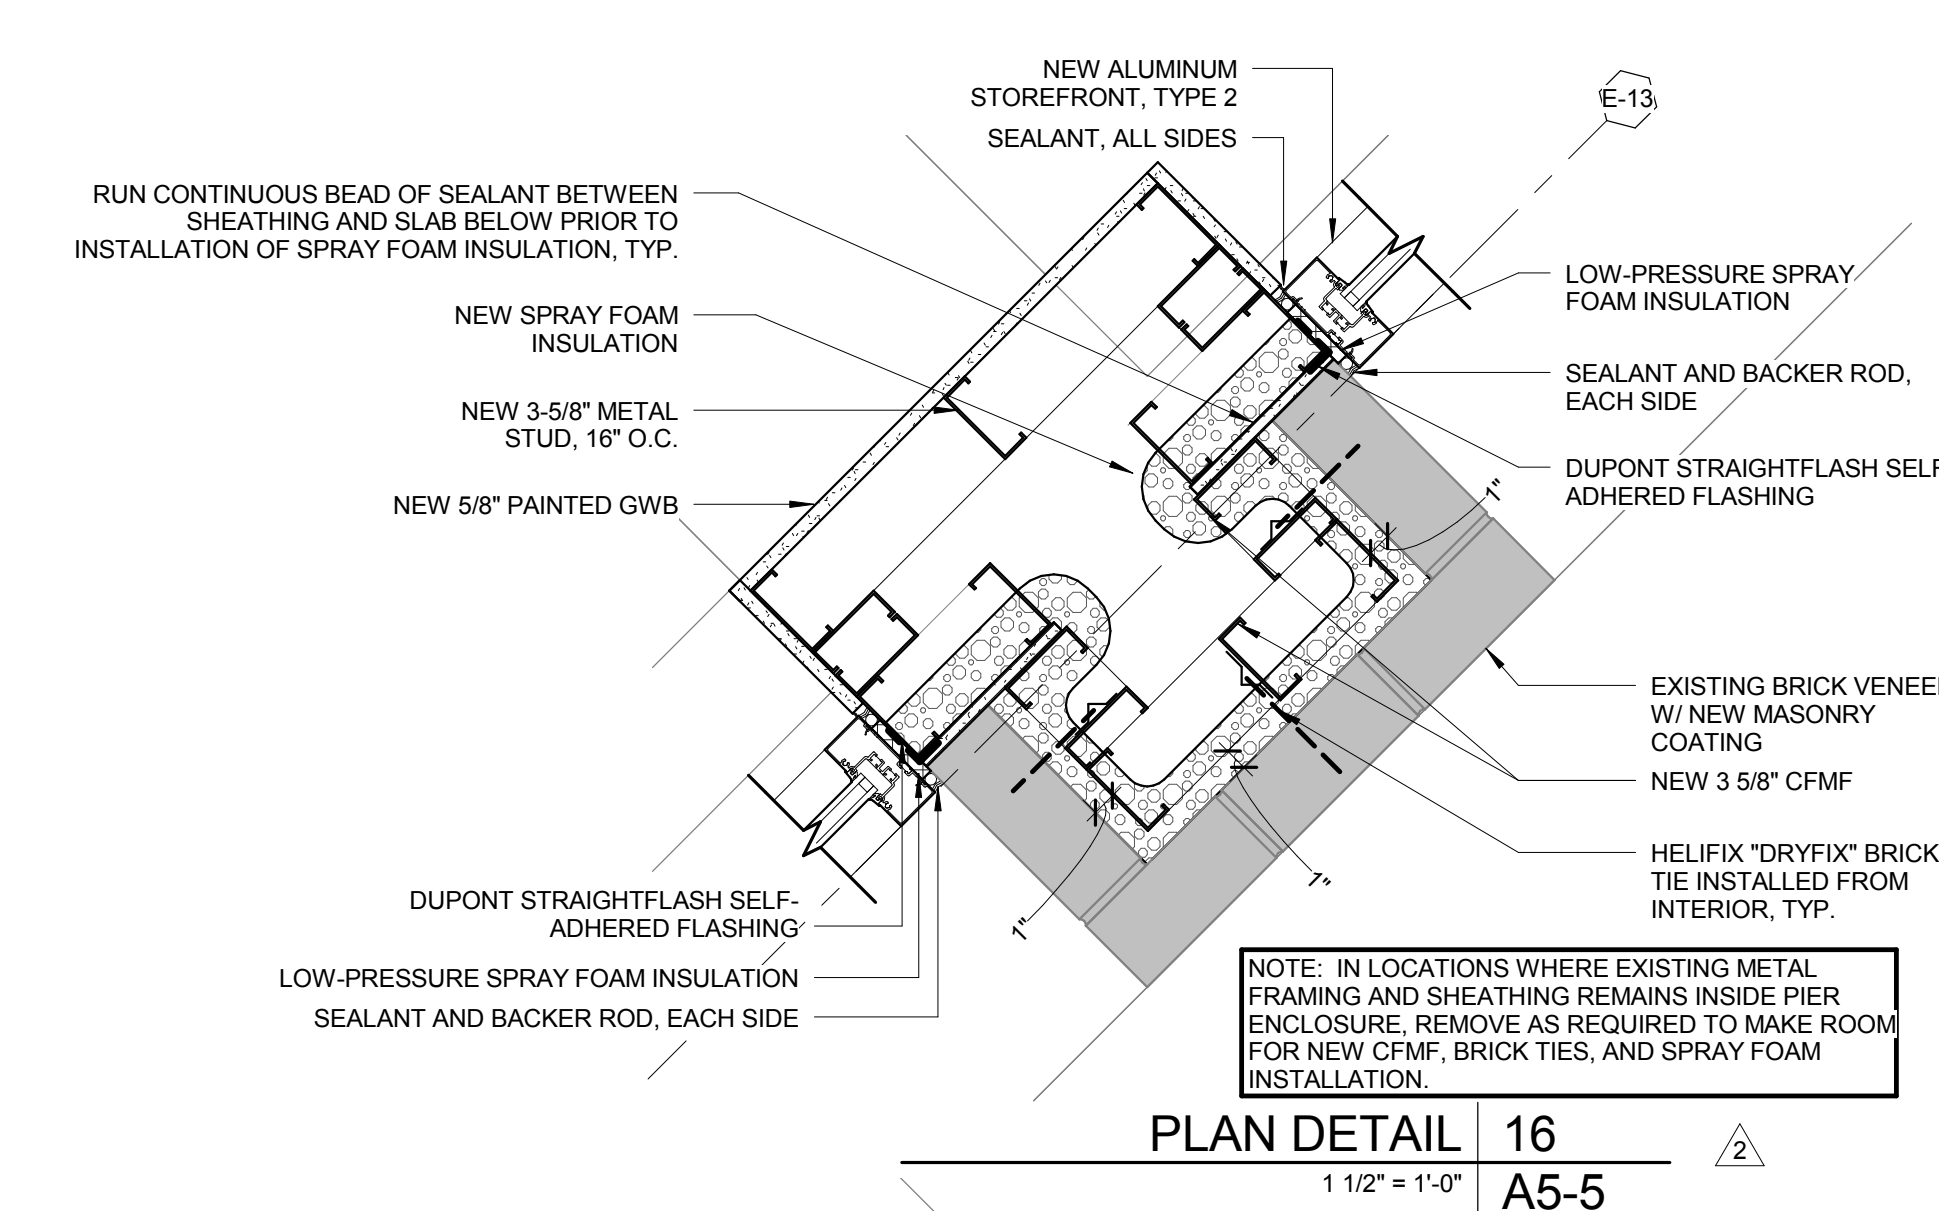 NEW ALUMINUM
STOREFRONT, TYPE 2
SEALANT, ALL SIDES
E-13
RUN CONTINUOUS BEAD OF SEALANT BETWEEN
SHEATHING AND SLAB BELOW PRIOR TO
INSTALLATION OF SPRAY FOAM INSULATION, TYP.
NEW SPRAY FOAM
INSULATION
NEW 3-5/8" METAL
STUD, 16" O.C.
NEW 5/8" PAINTED GWB
LOW-PRESSURE SPRAY
FOAM INSULATION
SEALANT AND BACKER ROD,
EACH SIDE
DUPONT STRAIGHTFLASH SELF
ADHERED FLASHING
1"
EXISTING BRICK VENEE
W/ NEW MASONRY
COATING
NEW 3 5/8" CFMF
HELIFIX "DRYFIX" BRICK
TIE INSTALLED FROM
INTERIOR, TYP.
1"
1"
DUPONT STRAIGHTFLASH SELF-
ADHERED FLASHING
LOW-PRESSURE SPRAY FOAM INSULATION
SEALANT AND BACKER ROD, EACH SIDE
NOTE: IN LOCATIONS WHERE EXISTING METAL
FRAMING AND SHEATHING REMAINS INSIDE PIER
ENCLOSURE, REMOVE AS REQUIRED TO MAKE ROOM
FOR NEW CFMF, BRICK TIES, AND SPRAY FOAM
INSTALLATION.
PLAN DETAIL 16
2
1 1/2" = 1'-0" A5-5